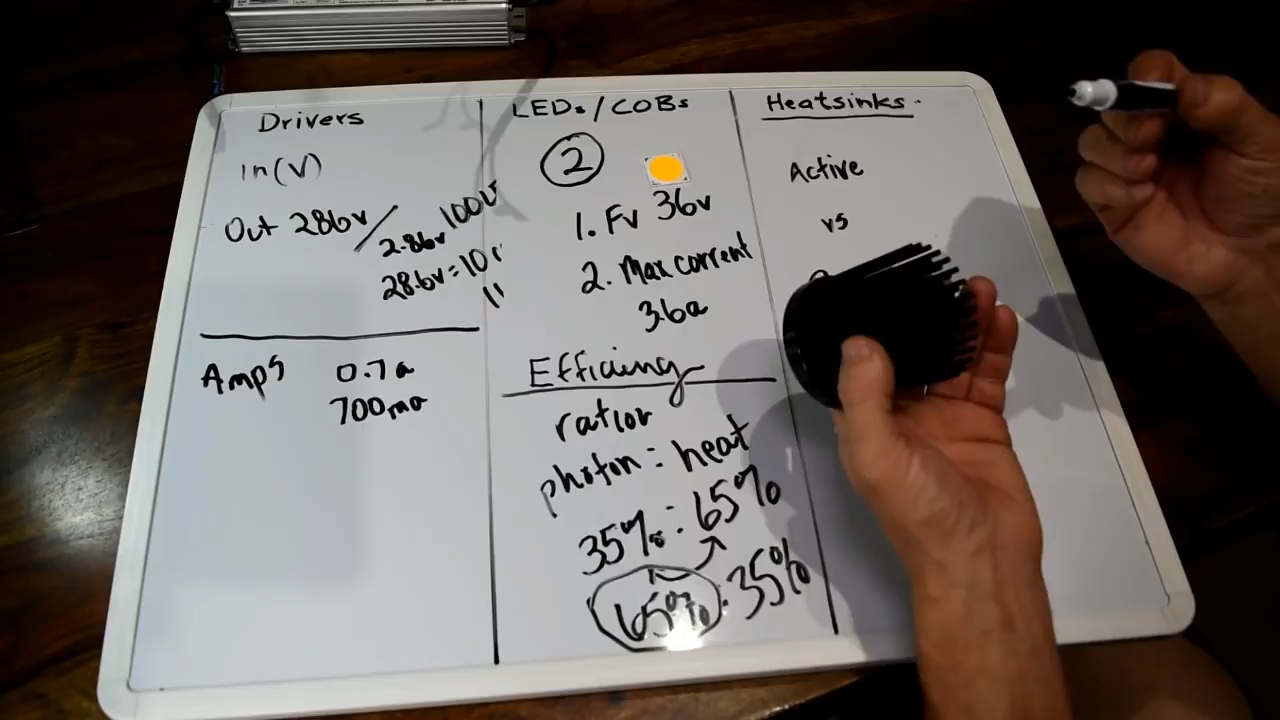 Drivers
In(V)
Out 286v/
2.86v 100v
28.6v=10
Amps 0.7a
700ma
LEDs/COBs
2
1. Fv 36v
2. Max current
3.6a
Efficiency
ratior
photon : heat
35% : 65%
65% : 35%
Heatsinks.
Active
vs